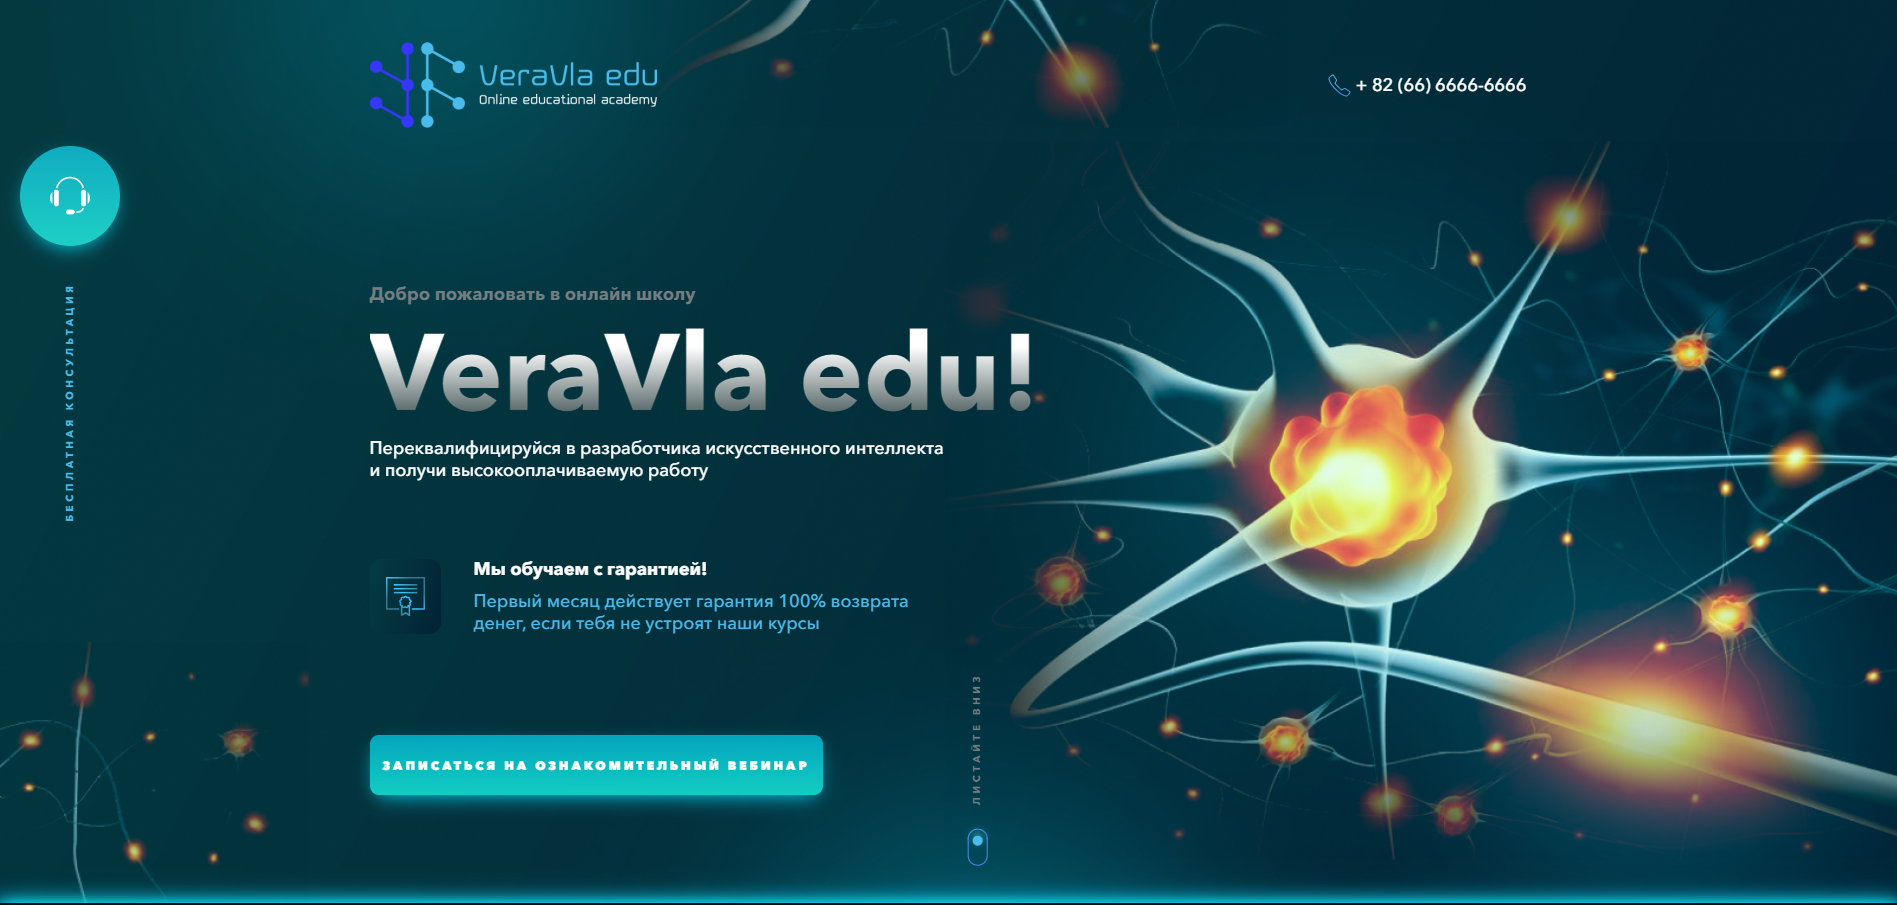 VeraVla edu
Online educational academy
+ 82 (66) 6666-6666
БЕСПЛАТНАЯ КОНСУЛЬТАЦИЯ
Добро пожаловать в онлайн школу
VeraVla edu!
Переквалифицируйся в разработчика искусственного интеллекта
и получи высокооплачиваемую работу
Мы обучаем с гарантией!
Первый месяц действует гарантия 100% возврата
денег, если тебя не устроят наши курсы
ЗАПИСАТЬСЯ НА ОЗНАКОМИТЕЛЬНЫЙ ВЕБИНАР
ЛИСТАЙТЕ ВНИЗ